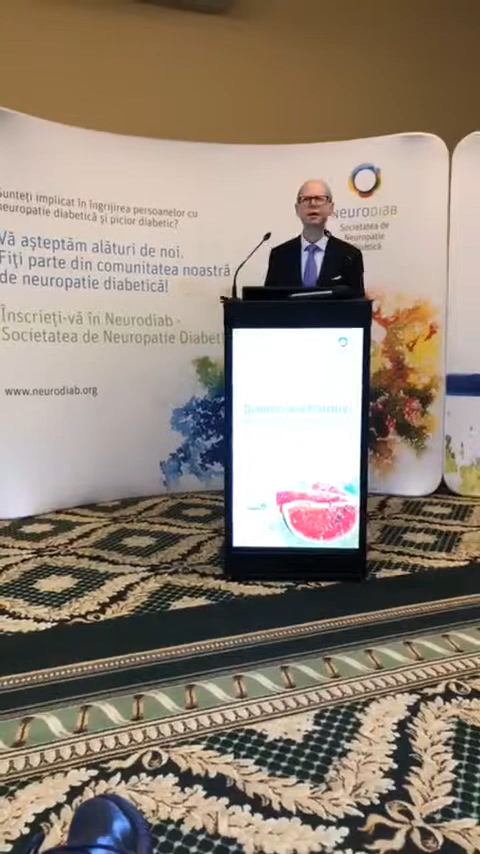 Sunteți implicat în îngrijirea persoanelor cu
neuropatie diabetică și picior diabetic?
Vă așteptăm alături de noi.
Fiți parte din comunitatea noastră
de neuropatie diabetică!
Înscrieți-vă în Neurodiab -
Societatea de Neuropatie Diabet
www.neurodiab.org
NEURODIAB
Societatea de
Neuropatie
Diabetică